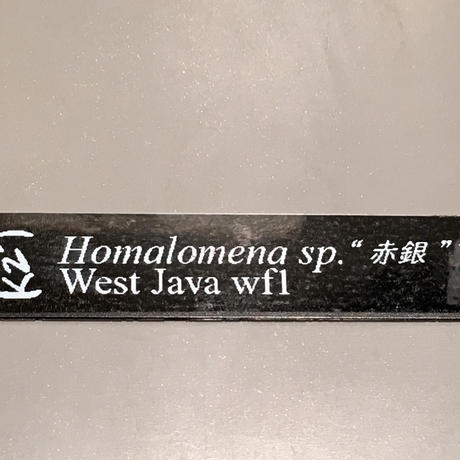 Homalomena sp. “ 赤銀 ”
West Java wf1